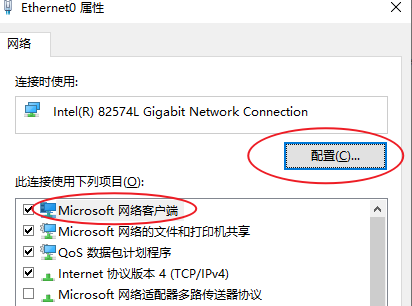 Ethernet0 属性
网络
连接时使用:
Intel(R) 82574L Gigabit Network Connection
配置(C)...
此连接使用下列项目(O):
Microsoft 网络客户端
Microsoft 网络的文件和打印机共享
QoS 数据包计划程序
Internet 协议版本 4 (TCP/IPv4)
Microsoft 网络适配器多路传送器协议